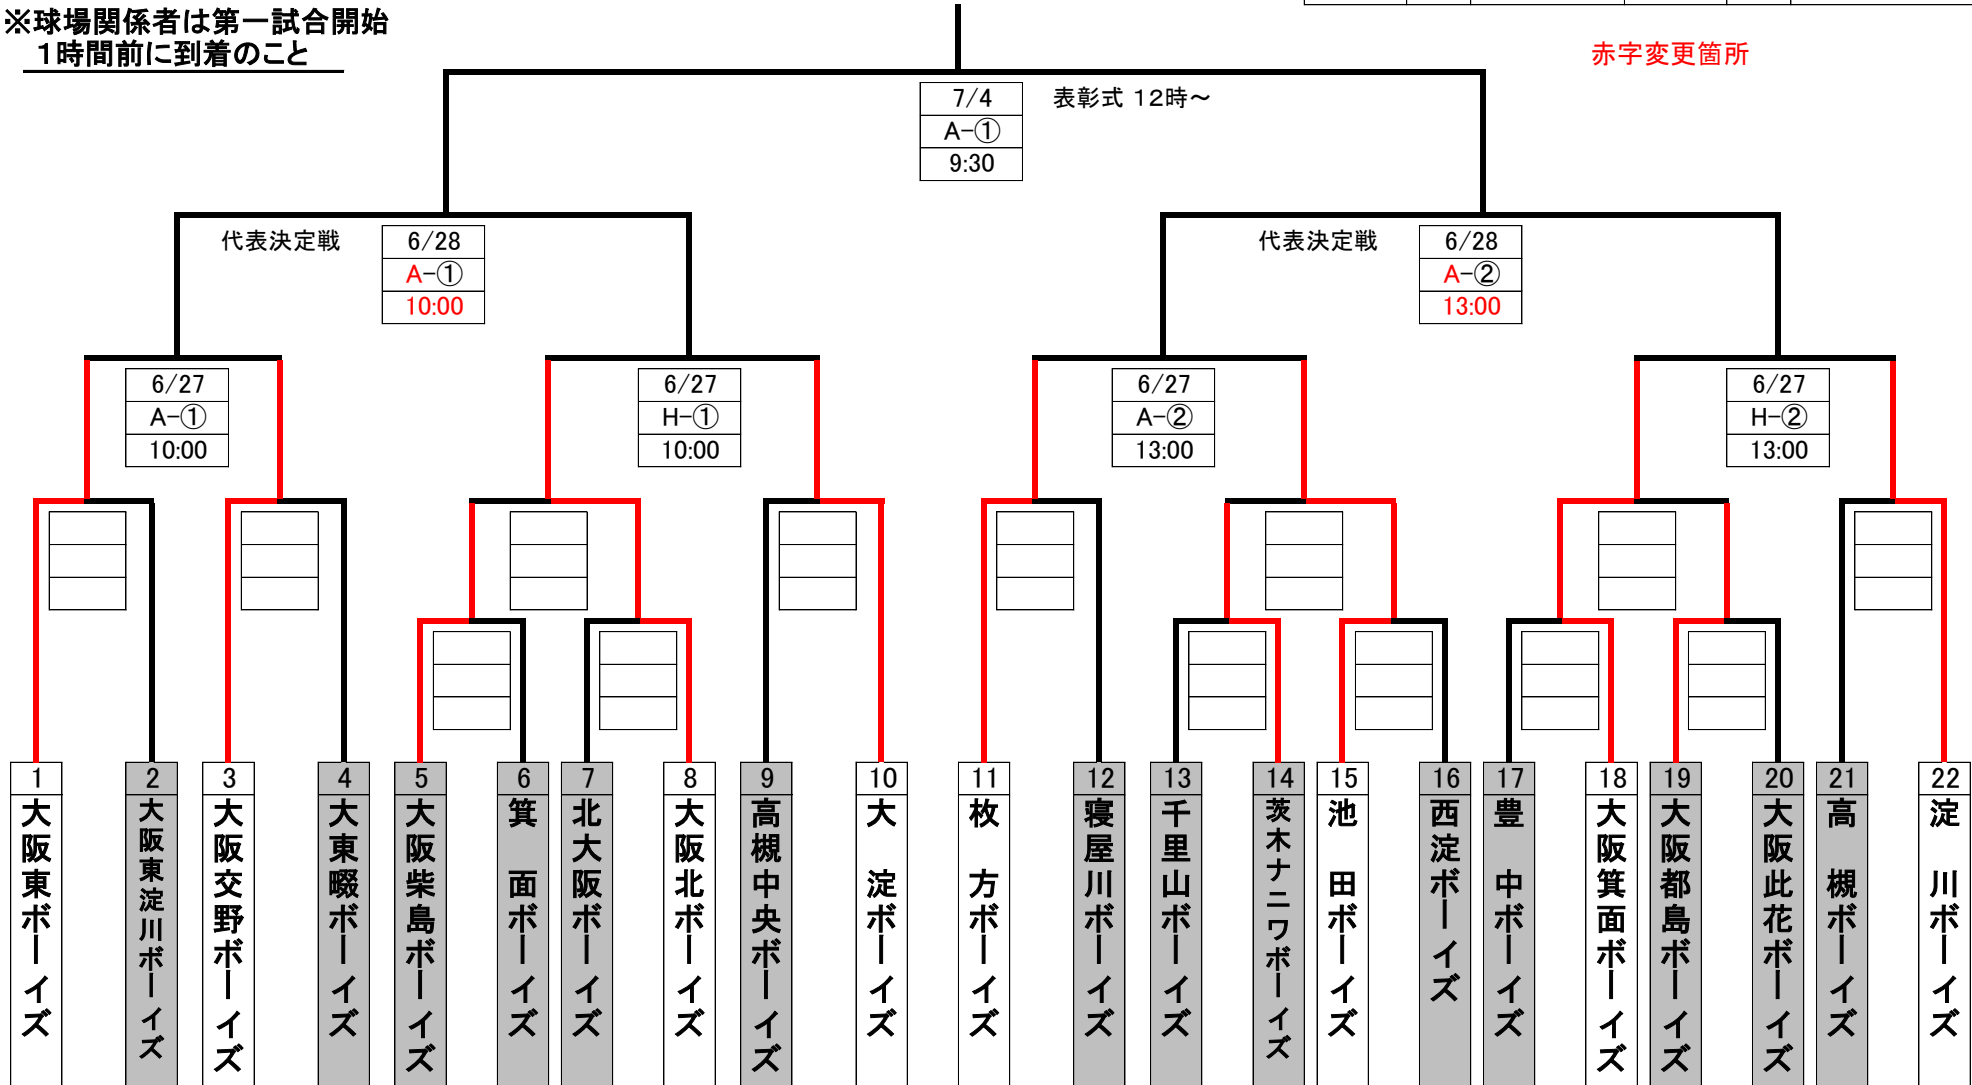 ※球場関係者は第一試合開始
1時間前に到着のこと
赤字変更箇所
7/4
A-①
9:30
表彰式 12時～
代表決定戦
6/28
A-①
10:00
代表決定戦
6/28
A-②
13:00
6/27
A-①
10:00
6/27
H-①
10:00
6/27
A-②
13:00
6/27
H-②
13:00
1
大阪東ボーイズ
2
大阪東淀川ボーイズ
3
大阪交野ボーイズ
4
大東畷ボーイズ
5
大阪柴島ボーイズ
6
箕　面ボーイズ
7
北大阪ボーイズ
8
大阪北ボーイズ
9
高槻中央ボーイズ
10
大　淀ボーイズ
11
枚　方ボーイズ
12
寝屋川ボーイズ
13
千里山ボーイズ
14
茨木ナニワボーイズ
15
池　田ボーイズ
16
西淀ボーイズ
17
豊　中ボーイズ
18
大阪箕面ボーイズ
19
大阪都島ボーイズ
20
大阪此花ボーイズ
21
高　槻ボーイズ
22
淀　川ボーイズ